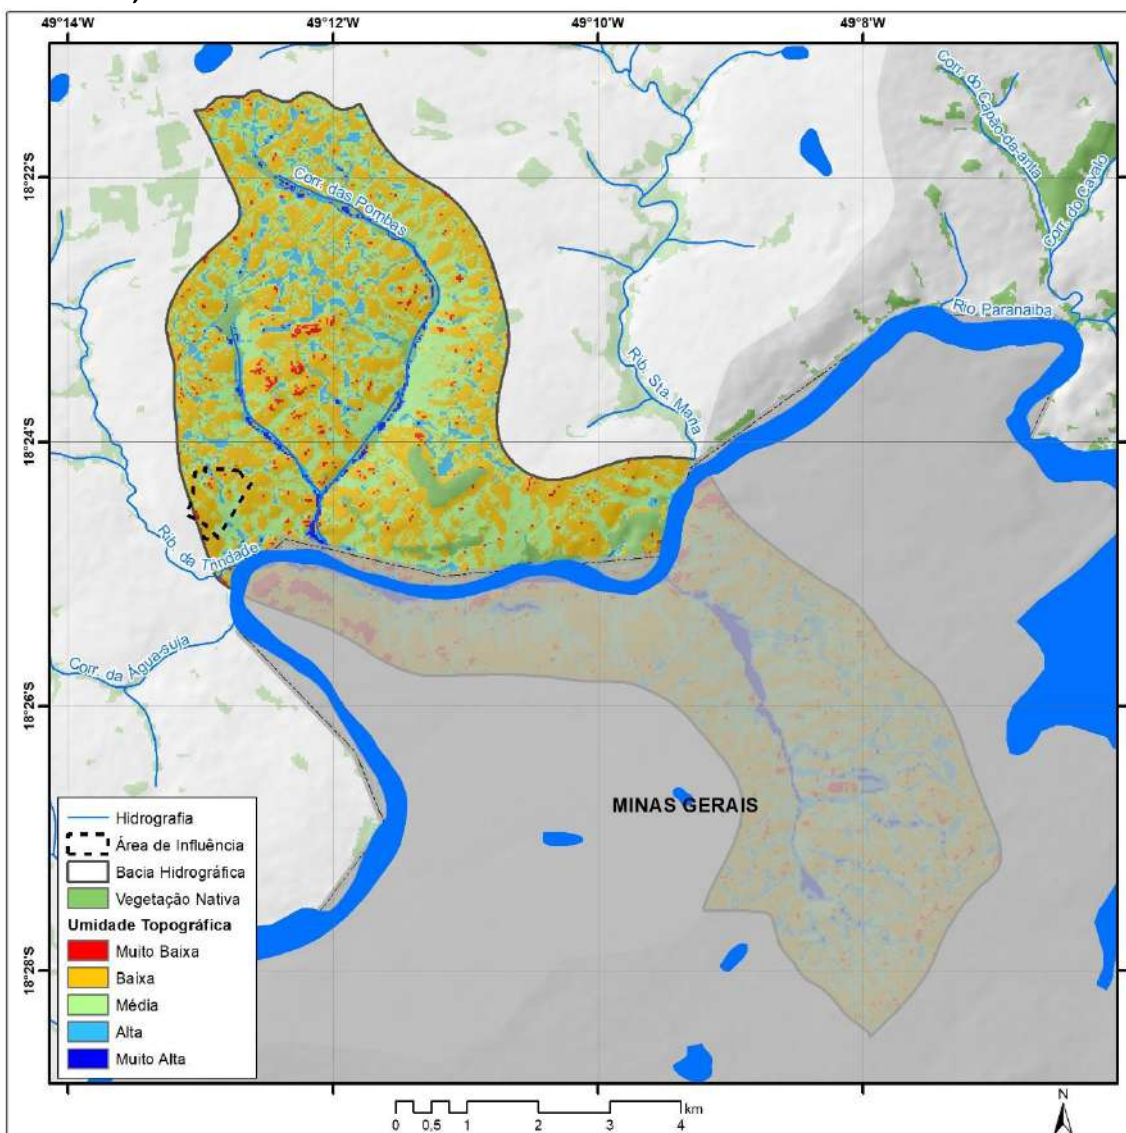 49°14'W
49°12'W
49°10'W
49°8'W
18°22'S
18°24'S
18°26'S
18°28'S
Corr. do Capão-da-anta
Corr. do Cavalo
Corr. das Pombas
Rio Paranaiba
Rib. Sta. Maria
Rib. da Trindade
Corr. da Água-suja
MINAS GERAIS
Hidrografia
Área de Influência
Bacia Hidrográfica
Vegetação Nativa
Umidade Topográfica
Muito Baixa
Baixa
Média
Alta
Muito Alta
km
0 0,5 1 2 3 4
N